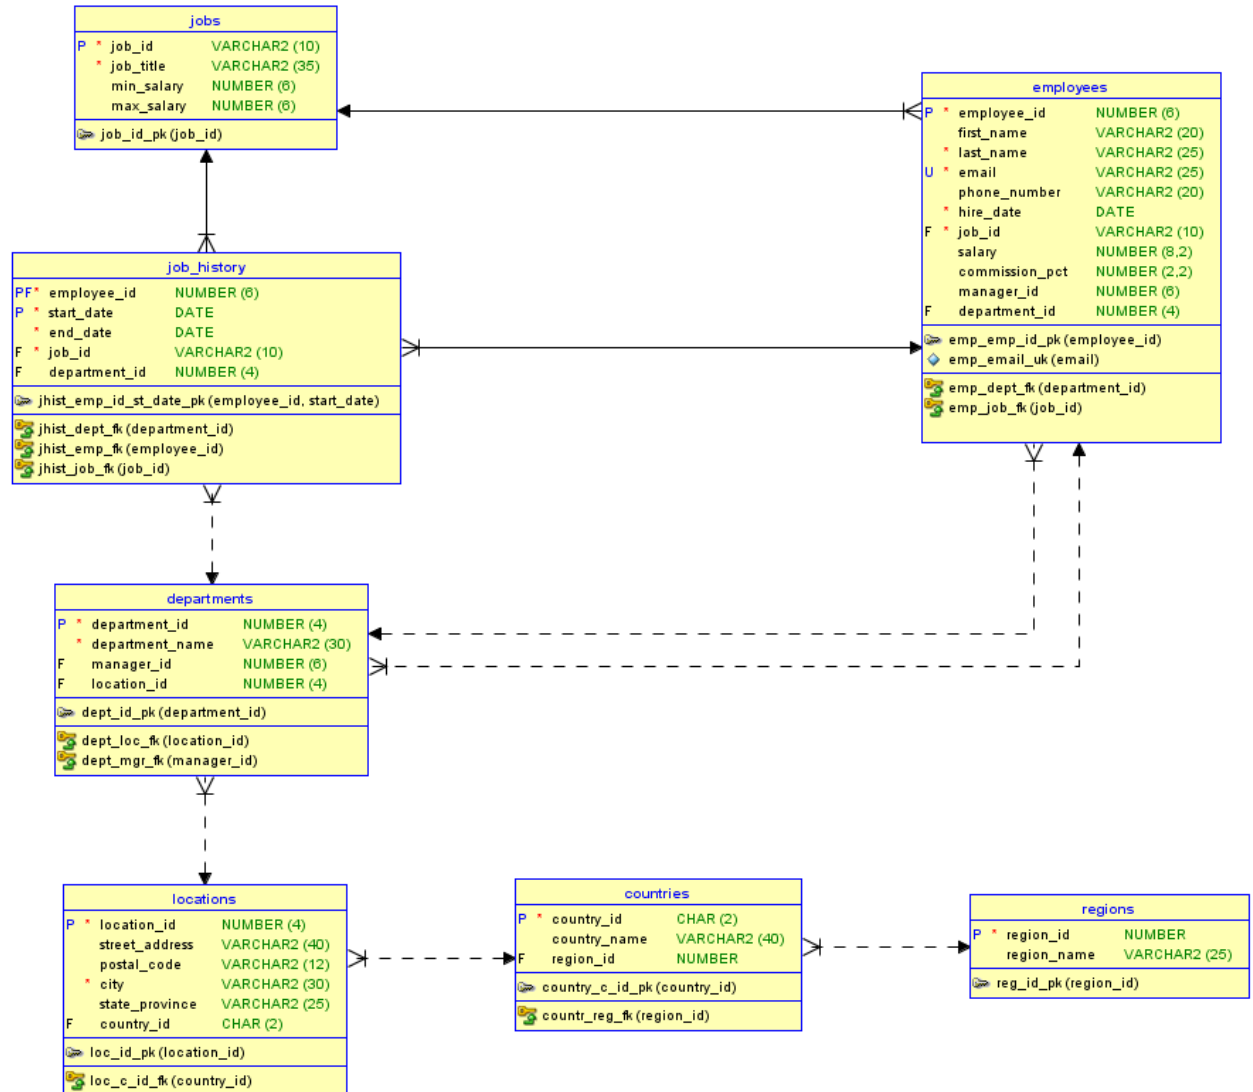 jobs
P * job_id VARCHAR2 (10)
* job_title VARCHAR2 (35)
min_salary NUMBER (6)
max_salary NUMBER (6)
job_id_pk (job_id)
employees
P * employee_id NUMBER (6)
first_name VARCHAR2 (20)
* last_name VARCHAR2 (25)
U * email VARCHAR2 (25)
phone_number VARCHAR2 (20)
* hire_date DATE
F * job_id VARCHAR2 (10)
salary NUMBER (8,2)
commission_pct NUMBER (2,2)
manager_id NUMBER (6)
F department_id NUMBER (4)
emp_emp_id_pk (employee_id)
emp_email_uk (email)
emp_dept_fk (department_id)
emp_job_fk (job_id)
job_history
PF* employee_id NUMBER (6)
P * start_date DATE
* end_date DATE
F * job_id VARCHAR2 (10)
F department_id NUMBER (4)
jhist_emp_id_st_date_pk (employee_id, start_date)
jhist_dept_fk (department_id)
jhist_emp_fk (employee_id)
jhist_job_fk (job_id)
departments
P * department_id NUMBER (4)
* department_name VARCHAR2 (30)
F manager_id NUMBER (6)
F location_id NUMBER (4)
dept_id_pk (department_id)
dept_loc_fk (location_id)
dept_mgr_fk (manager_id)
locations
P * location_id NUMBER (4)
street_address VARCHAR2 (40)
postal_code VARCHAR2 (12)
* city VARCHAR2 (30)
state_province VARCHAR2 (25)
F country_id CHAR (2)
loc_id_pk (location_id)
loc_c_id_fk (country_id)
countries
P * country_id CHAR (2)
country_name VARCHAR2 (40)
F region_id NUMBER
country_c_id_pk (country_id)
countr_reg_fk (region_id)
regions
P * region_id NUMBER
region_name VARCHAR2 (25)
reg_id_pk (region_id)